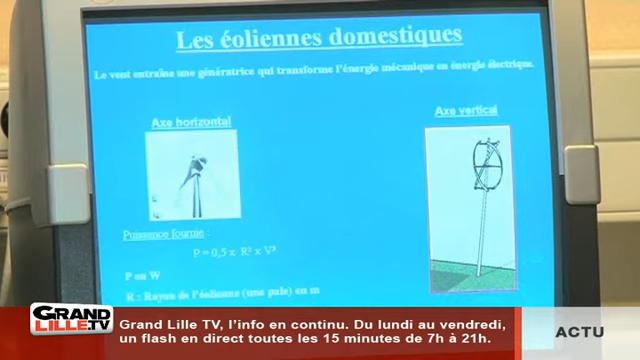 Les éoliennes domestiques
Le vent entraîne une génératrice qui transforme l'énergie mécanique en énergie électrique.
Axe horizontal
Axe vertical
Puissance fournie :
P = 0,5 x R² x V³
P en W
R : Rayon de l'éolienne (une pale) en m
GRAND
LILLE.TV
Grand Lille TV, l'info en continu. Du lundi au vendredi,
un flash en direct toutes les 15 minutes de 7h à 21h.
ACTU